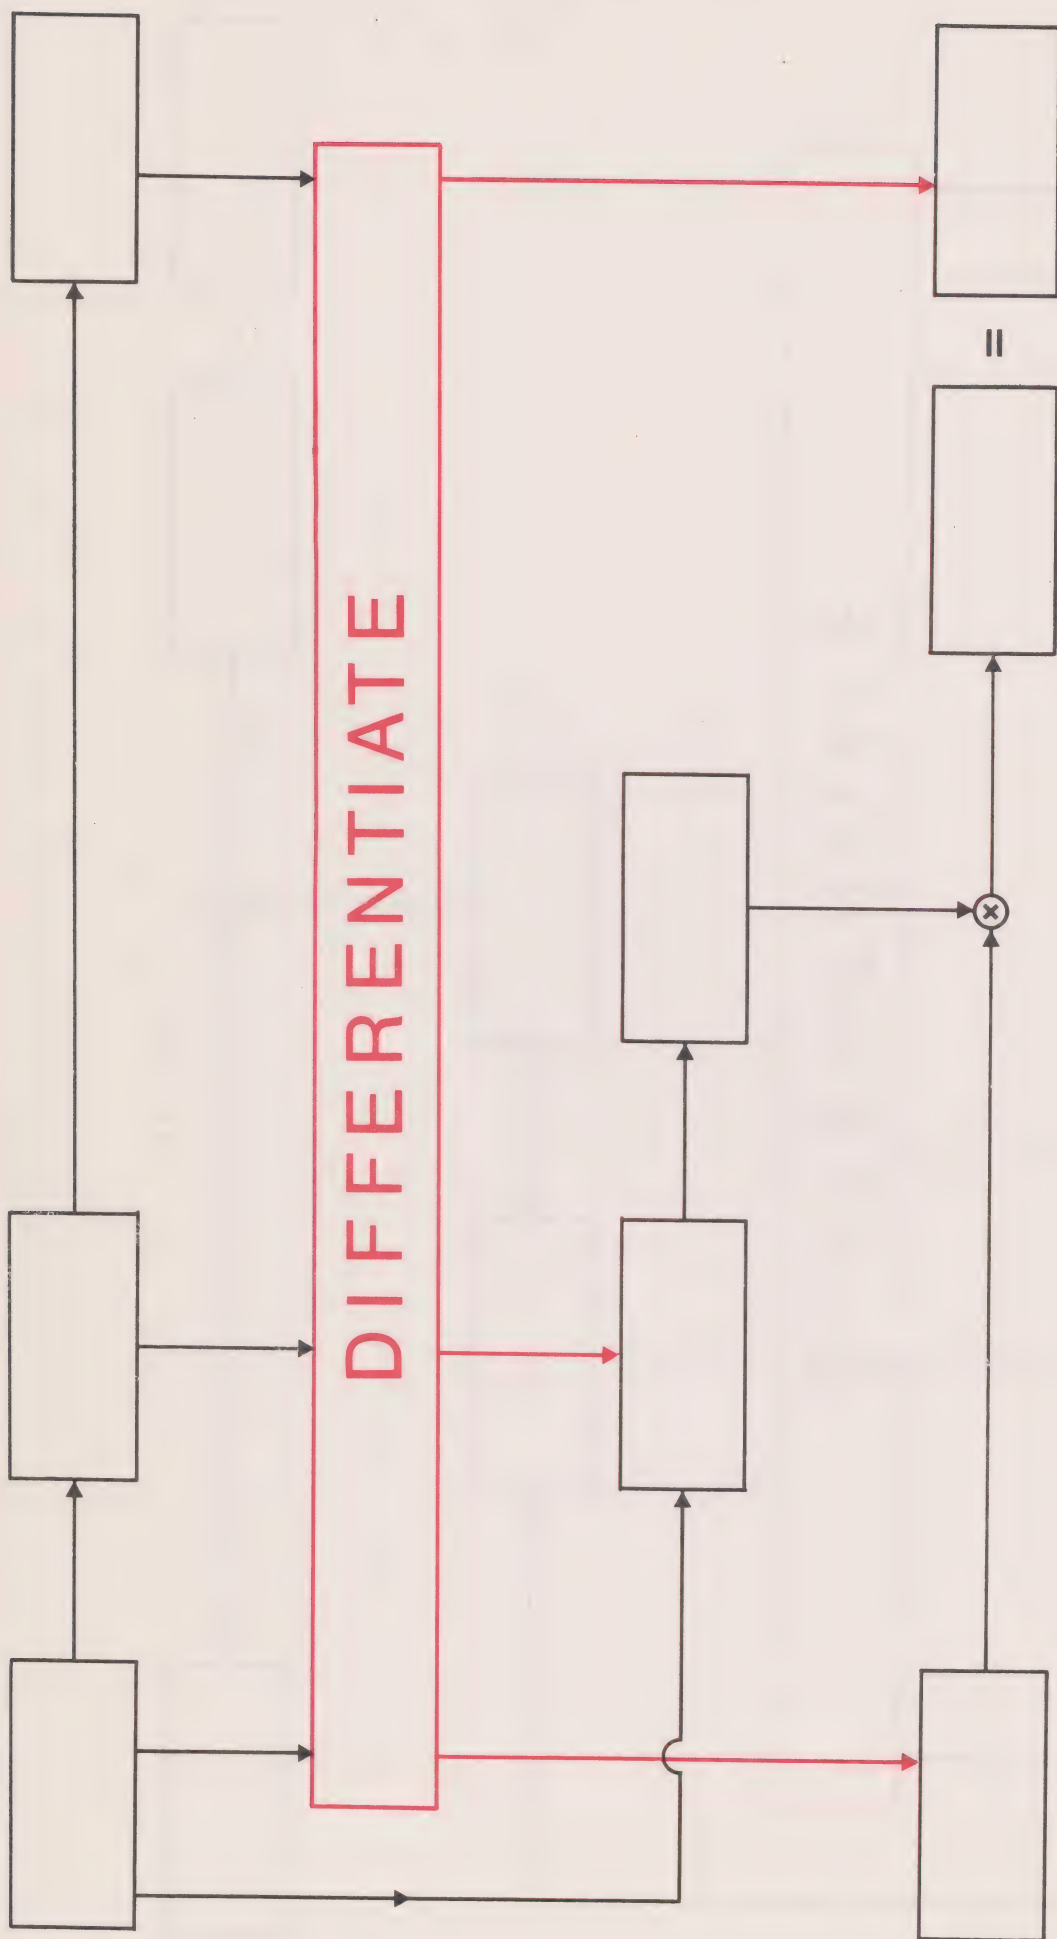 DIFFERENTIATE
=
×